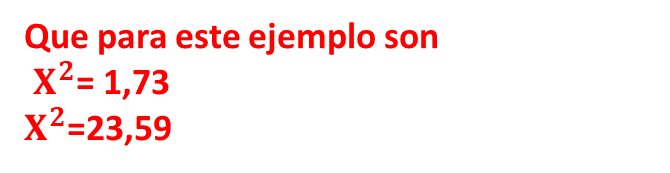 Que para este ejemplo son
X²= 1,73
X²=23,59